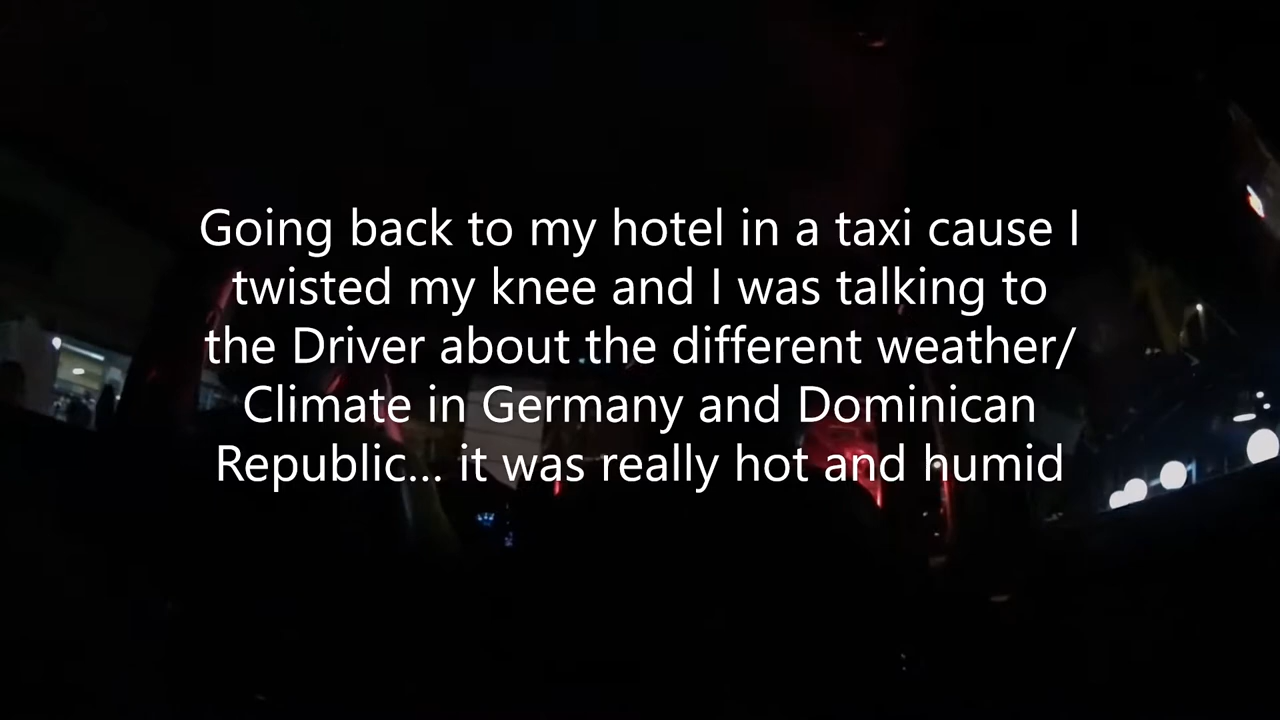 Going back to my hotel in a taxi cause I
twisted my knee and I was talking to
the Driver about the different weather/
Climate in Germany and Dominican
Republic... it was really hot and humid